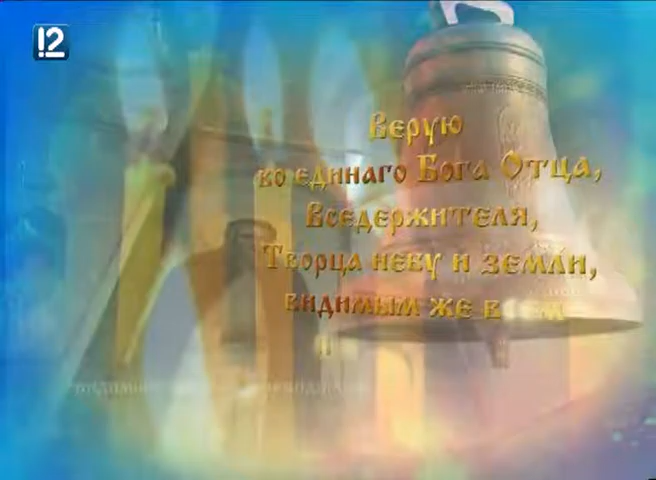 12
Верую
во единаго Бога Отца,
Вседержителя,
Творца небу и земли,
видимым же в